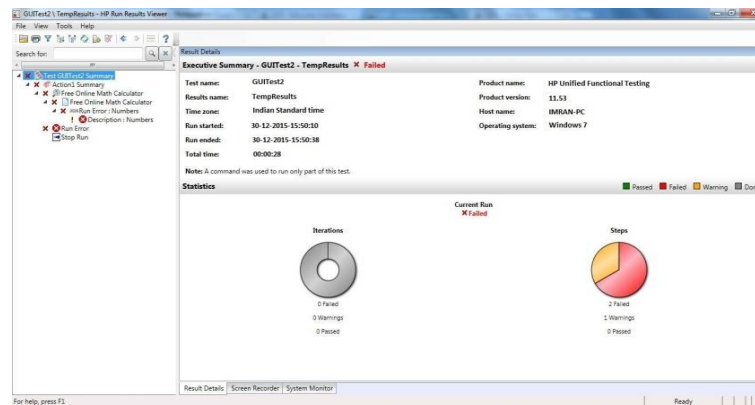 GUITest2 \ TempResults - HP Run Results Viewer
File View Tools Help
Search for:
Test GUITest2 Summary
Action1 Summary
Free Online Math Calculator
Free Online Math Calculator
Run Error : Numbers
! Description : Numbers
Run Error
Stop Run
Result Details
Executive Summary - GUITest2 - TempResults ✖ Failed
Test name: GUITest2 Product name: HP Unified Functional Testing
Results name: TempResults Product version: 11.53
Time zone: Indian Standard time Host name: IMRAN-PC
Run started: 30-12-2015-15:50:10 Operating system: Windows 7
Run ended: 30-12-2015-15:50:38
Total time: 00:00:28
Note: A command was used to run only part of this test.
Statistics Passed Failed Warning Don
Current Run
✖ Failed
Iterations Steps
0 Failed 2 Failed
0 Warnings 1 Warnings
0 Passed 0 Passed
Result Details Screen Recorder System Monitor
For help, press F1 Ready